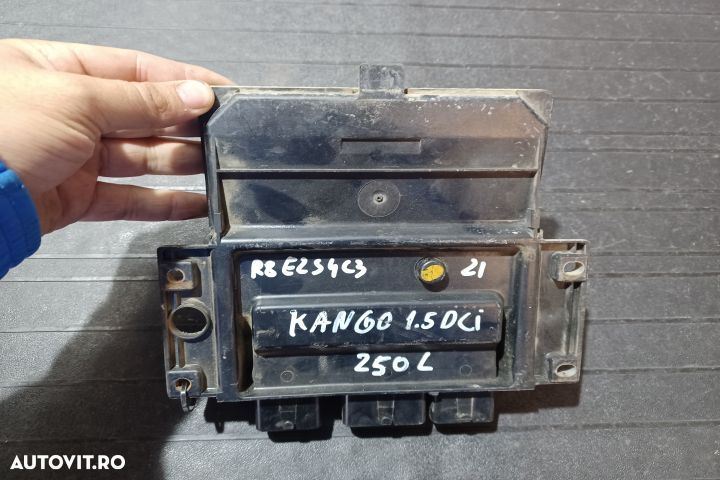 R8E2S4C3 21
KANGO 1.5DCi
250L
AUTOVIT.RO